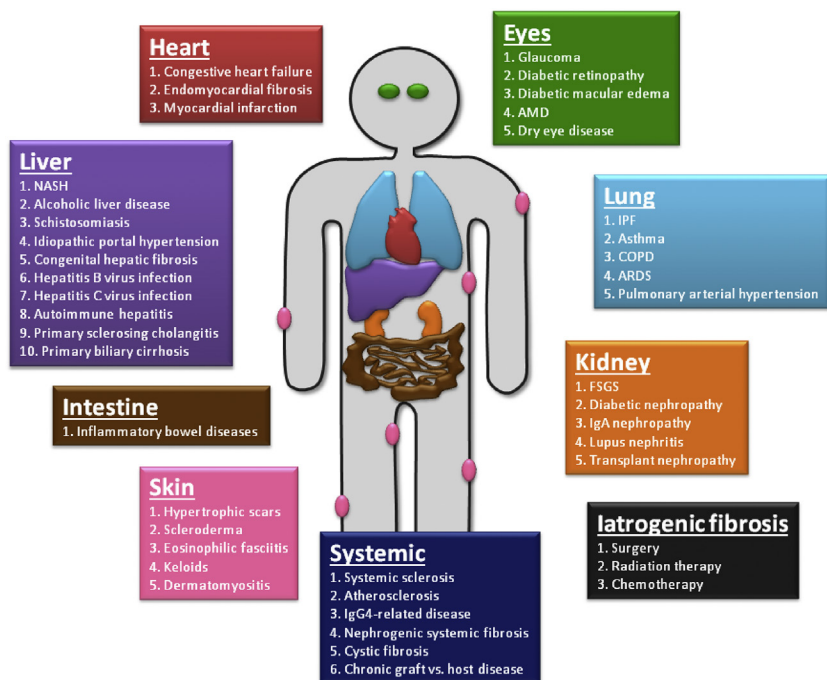 Heart
1. Congestive heart failure
2. Endomyocardial fibrosis
3. Myocardial infarction
Eyes
1. Glaucoma
2. Diabetic retinopathy
3. Diabetic macular edema
4. AMD
5. Dry eye disease
Liver
1. NASH
2. Alcoholic liver disease
3. Schistosomiasis
4. Idiopathic portal hypertension
5. Congenital hepatic fibrosis
6. Hepatitis B virus infection
7. Hepatitis C virus infection
8. Autoimmune hepatitis
9. Primary sclerosing cholangitis
10. Primary biliary cirrhosis
Lung
1. IPF
2. Asthma
3. COPD
4. ARDS
5. Pulmonary arterial hypertension
Intestine
1. Inflammatory bowel diseases
Kidney
1. FSGS
2. Diabetic nephropathy
3. IgA nephropathy
4. Lupus nephritis
5. Transplant nephropathy
Skin
1. Hypertrophic scars
2. Scleroderma
3. Eosinophilic fasciitis
4. Keloids
5. Dermatomyositis
Systemic
1. Systemic sclerosis
2. Atherosclerosis
3. IgG4-related disease
4. Nephrogenic systemic fibrosis
5. Cystic fibrosis
6. Chronic graft vs. host disease
Iatrogenic fibrosis
1. Surgery
2. Radiation therapy
3. Chemotherapy